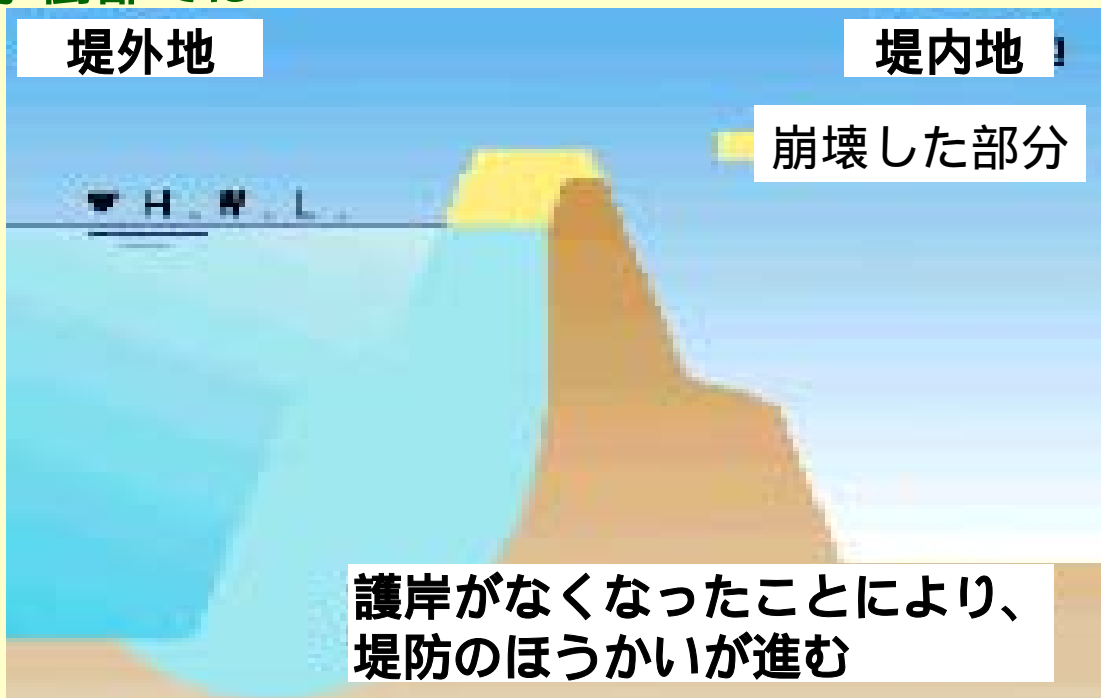 堤外地
堤内地
崩壊した部分
H.W.L.
護岸がなくなったことにより、
堤防のほうかいが進む